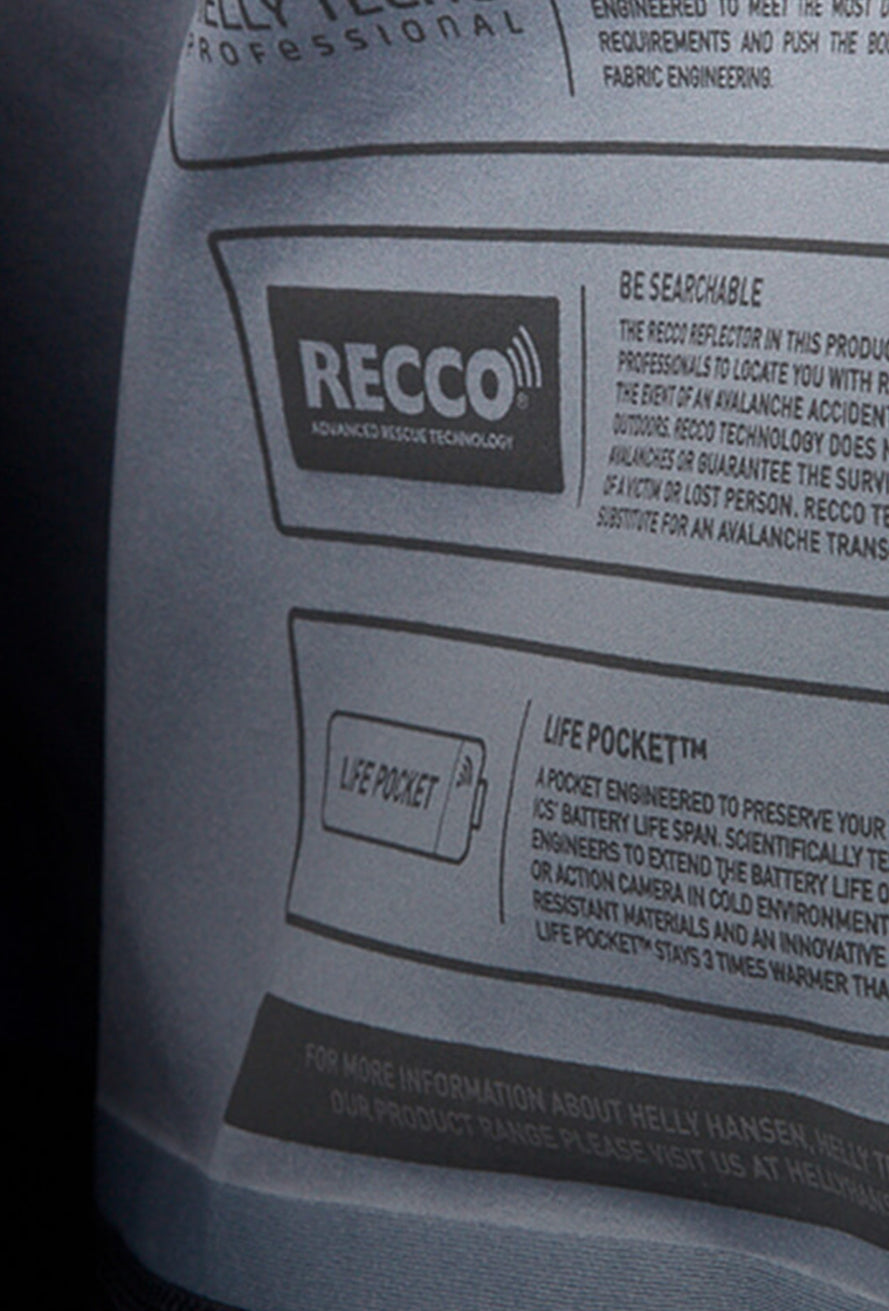 HELLY TECH
PROFESSIONAL
ENGINEERED TO MEET THE MOST
REQUIREMENTS AND PUSH THE
FABRIC ENGINEERING.
RECCO®
ADVANCED RESCUE TECHNOLOGY
BE SEARCHABLE
THE RECCO REFLECTOR IN THIS PRODUC
PROFESSIONALS TO LOCATE YOU WITH R
THE EVENT OF AN AVALANCHE ACCIDEN
OUTDOORS. RECCO TECHNOLOGY DOES N
AVALANCHES OR GUARANTEE THE SURVI
OF A VICTIM OR LOST PERSON. RECCO TE
SUBSTITUTE FOR AN AVALANCHE TRANS
LIFE POCKET
LIFE POCKET™
A POCKET ENGINEERED TO PRESERVE YOUR
ICS' BATTERY LIFE SPAN. SCIENTIFICALLY TE
ENGINEERS TO EXTEND THE BATTERY LIFE O
OR ACTION CAMERA IN COLD ENVIRONMENT
RESISTANT MATERIALS AND AN INNOVATIVE
LIFE POCKET™ STAYS 3 TIMES WARMER THA
FOR MORE INFORMATION ABOUT HELLY HANSEN, HELLY TE
OUR PRODUCT RANGE PLEASE VISIT US AT HELLYHAN